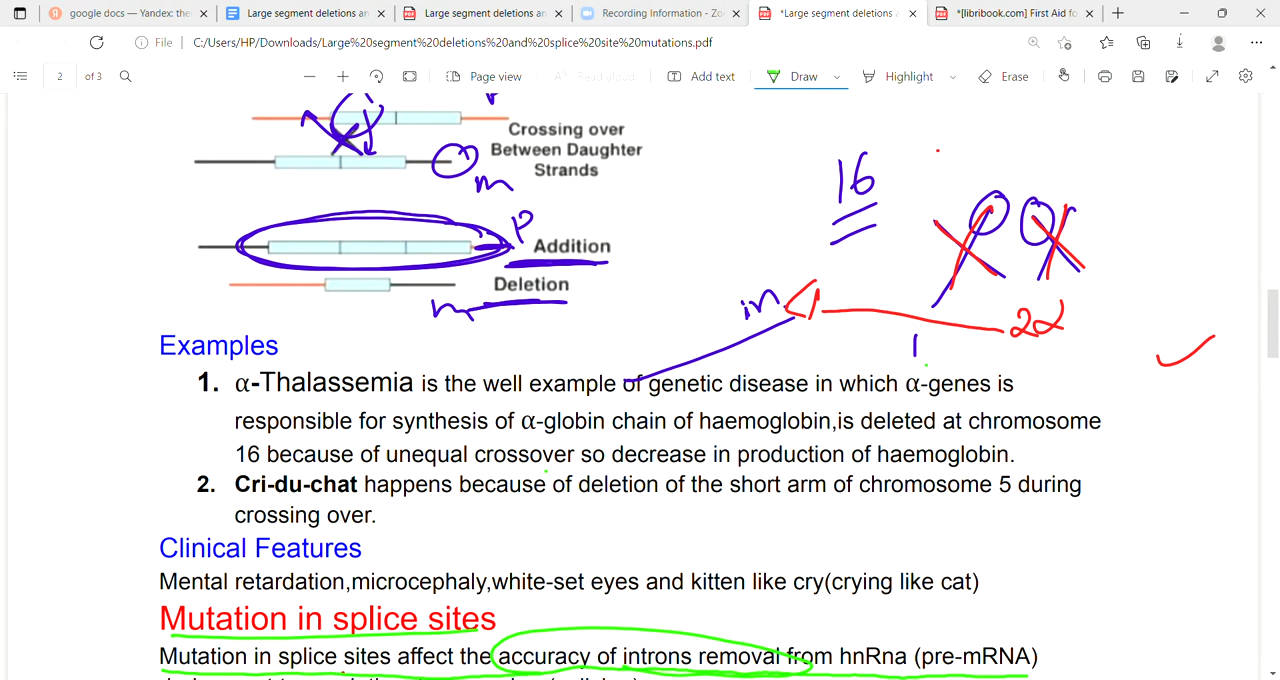 google docs — Yandex: the
Large segment deletions an
Large segment deletions an
Recording Information - Zo
*Large segment deletions a
*[libribook.com] First Aid fo
File | C:/Users/HP/Downloads/Large%20segment%20deletions%20and%20splice%20site%20mutations.pdf
2 of 3
Page view
Read aloud
Add text
Draw
Highlight
Erase
Crossing over
Between Daughter
Strands
m
16
P
Addition
Deletion
m
in
4
22
1
Examples
1. α-Thalassemia is the well example of genetic disease in which α-genes is
responsible for synthesis of α-globin chain of haemoglobin,is deleted at chromosome
16 because of unequal crossover so decrease in production of haemoglobin.
2. Cri-du-chat happens because of deletion of the short arm of chromosome 5 during
crossing over.
Clinical Features
Mental retardation,microcephaly,white-set eyes and kitten like cry(crying like cat)
Mutation in splice sites
Mutation in splice sites affect the accuracy of introns removal from hnRna (pre-mRNA)